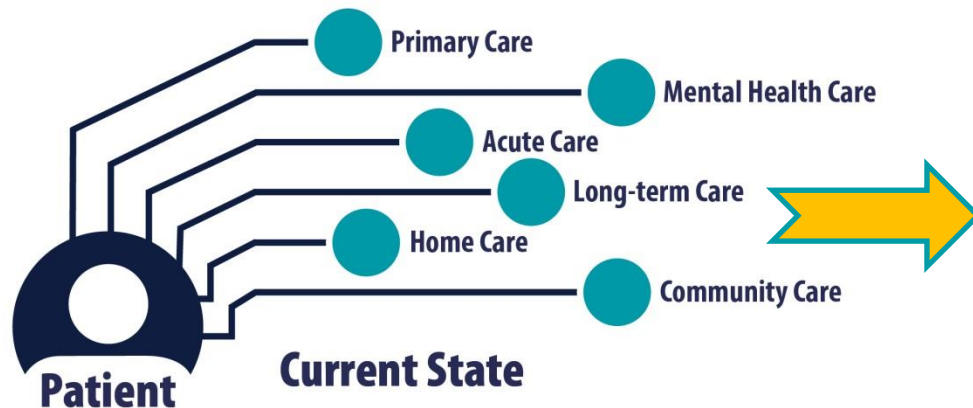 Primary Care
Mental Health Care
Acute Care
Long-term Care
Home Care
Community Care
Current State
Patient